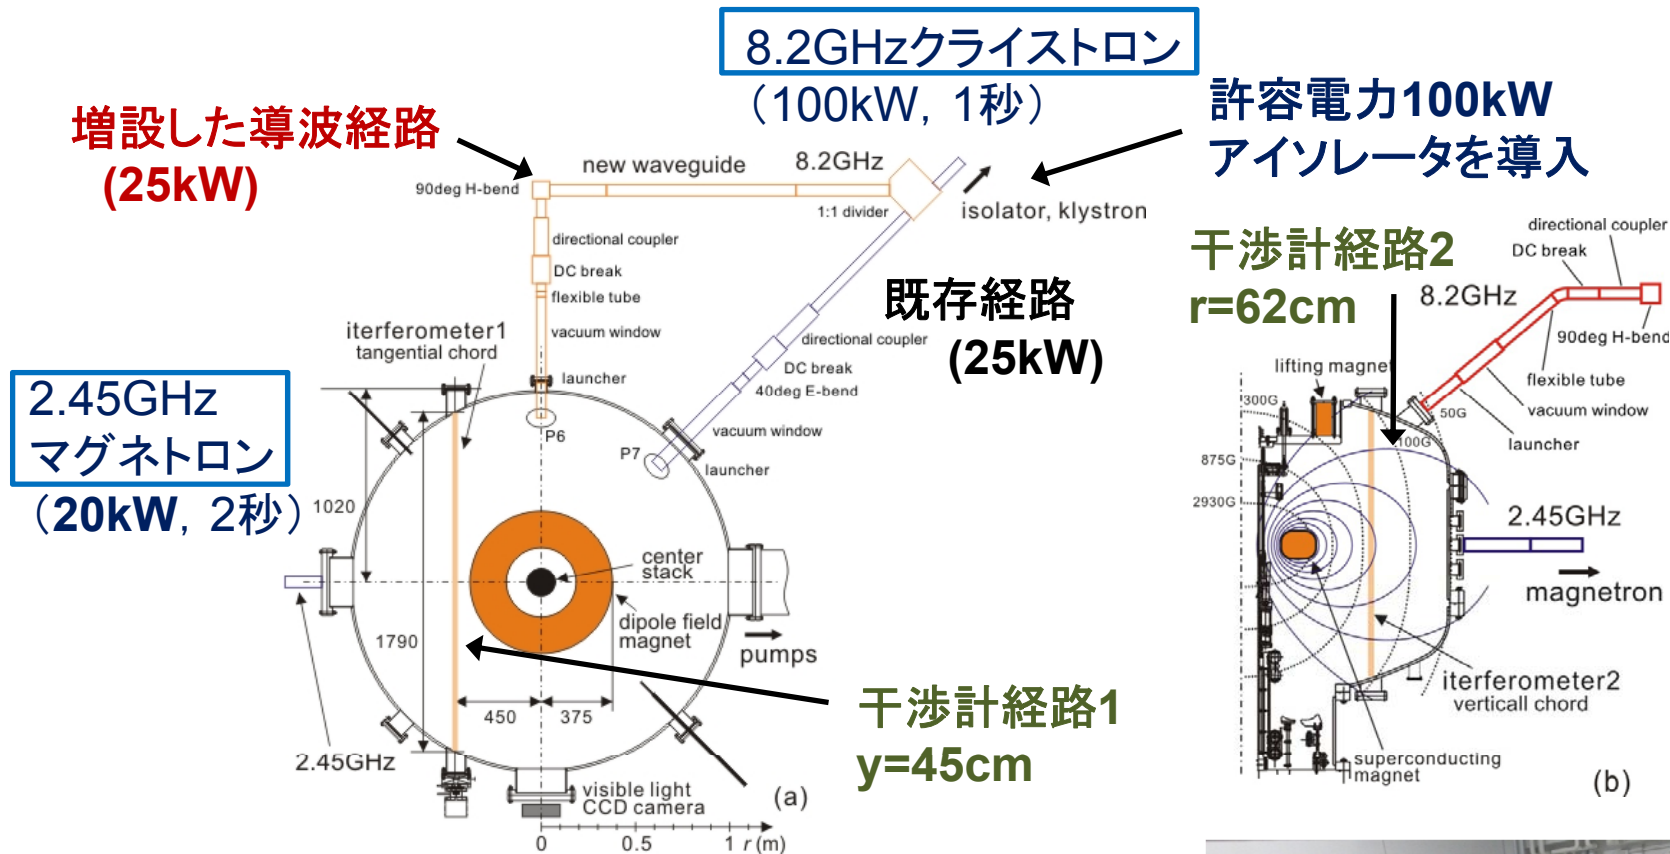 8.2GHzクライストロン
（100kW, 1秒）
増設した導波経路
(25kW)
許容電力100kW
アイソレータを導入
new waveguide
8.2GHz
90deg H-bend
1:1 divider
isolator, klystron
directional coupler
DC break
flexible tube
vacuum window
launcher
既存経路
(25kW)
iterferometer1
tangential chord
directional coupler
DC break
40deg E-bend
vacuum window
launcher
P6
P7
2.45GHz
マグネトロン
（20kW, 2秒）
1020
1790
center
stack
dipole field
magnet
pumps
450
375
2.45GHz
visible light
CCD camera
(a)
0
0.5
1
r (m)
干渉計経路1
y=45cm
干渉計経路2
r=62cm
directional coupler
DC break
8.2GHz
90deg H-bend
flexible tube
vacuum window
launcher
lifting magnet
300G
50G
100G
875G
2930G
2.45GHz
magnetron
iterferometer2
verticall chord
superconducting
magnet
(b)